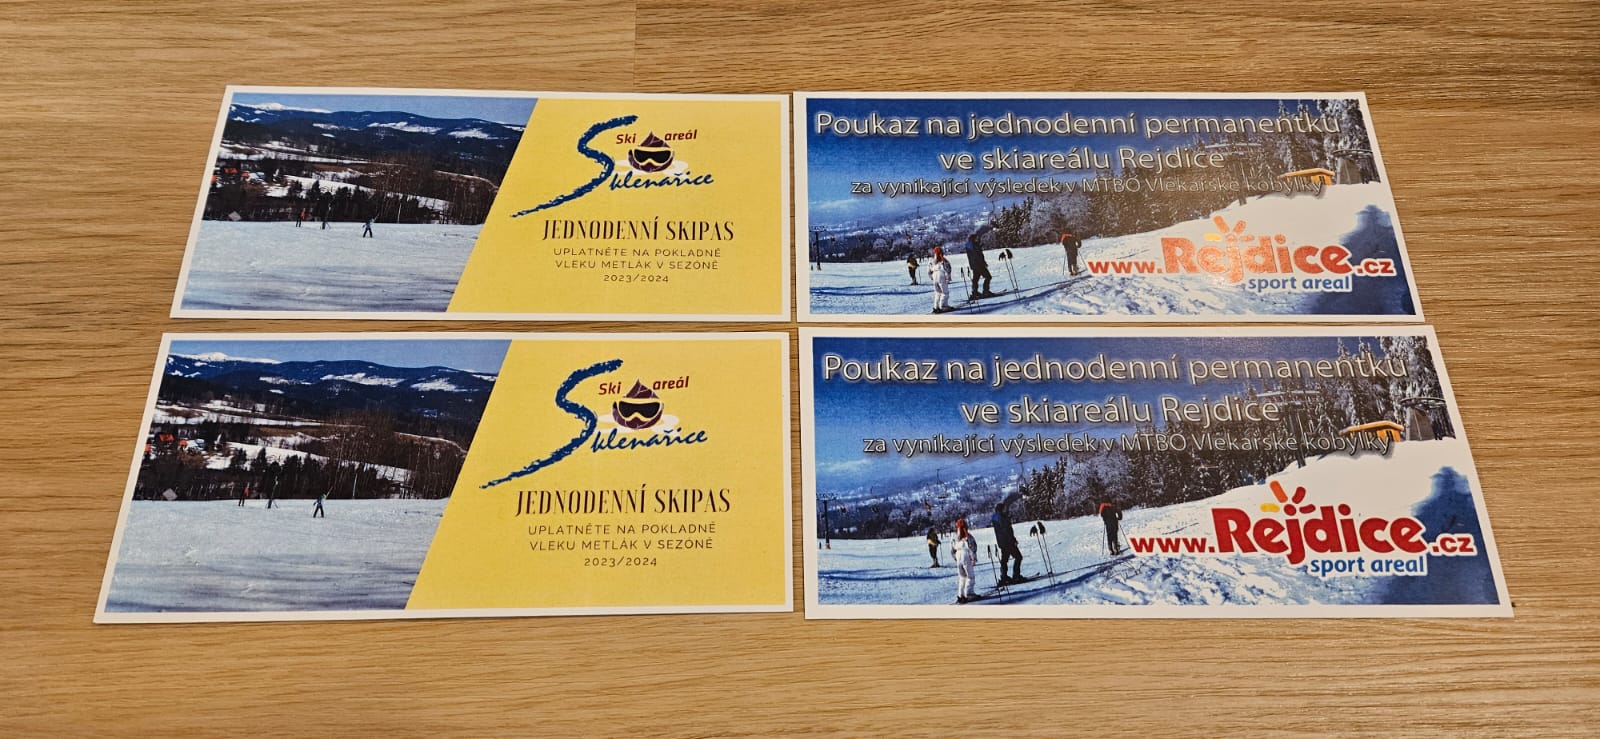 Ski areál
Sklenařice
JEDNODENNÍ SKIPAS
UPLATNĚTE NA POKLADNĚ
VLEKU METLÁK V SEZONĚ
2023/2024
Poukaz na jednodenní permanentku
ve skiareálu Rejdice
za vynikající výsledek v MTBO Vlekařské kobylky
www.Rejdice.cz
sport areal
Ski areál
Sklenařice
JEDNODENNÍ SKIPAS
UPLATNĚTE NA POKLADNĚ
VLEKU METLÁK V SEZONĚ
2023/2024
Poukaz na jednodenní permanentku
ve skiareálu Rejdice
za vynikající výsledek v MTBO Vlekařské kobylky
www.Rejdice.cz
sport areal